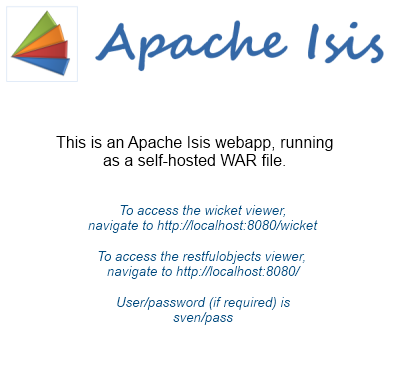 Apache Isis
This is an Apache Isis webapp, running
as a self-hosted WAR file.
To access the wicket viewer,
navigate to http://localhost:8080/wicket
To access the restfulobjects viewer,
navigate to http://localhost:8080/
User/password (if required) is
sven/pass